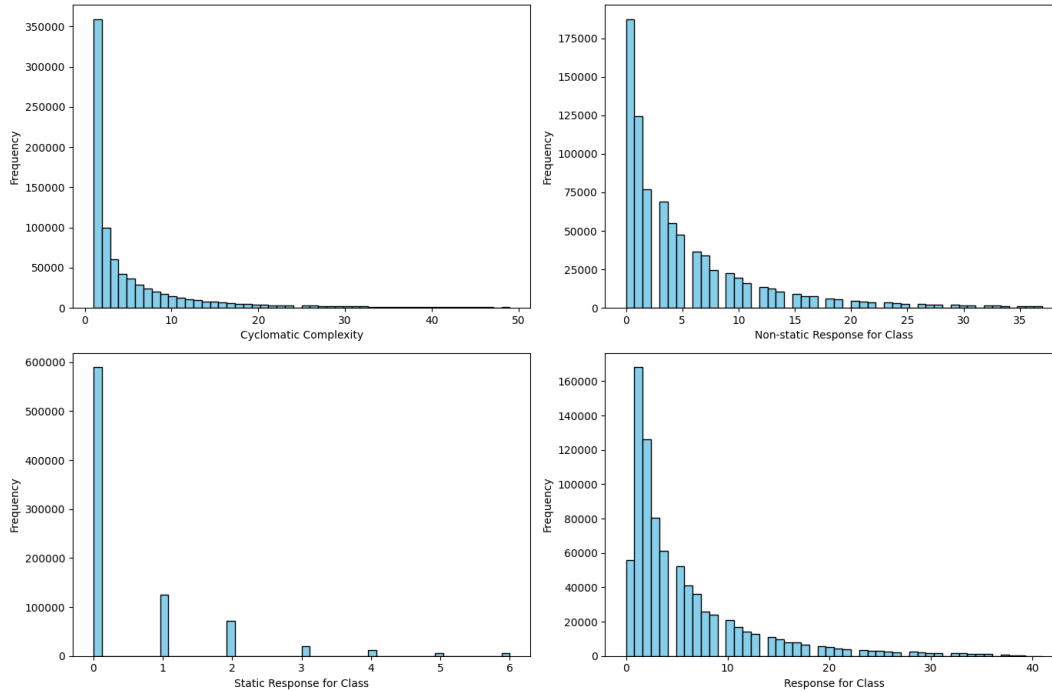 350000
300000
250000
200000
150000
100000
50000
0
Frequency
0 10 20 30 40 50
Cyclomatic Complexity
175000
150000
125000
100000
75000
50000
25000
0
Frequency
0 5 10 15 20 25 30 35
Non-static Response for Class
600000
500000
400000
300000
200000
100000
0
Frequency
0 1 2 3 4 5 6
Static Response for Class
160000
140000
120000
100000
80000
60000
40000
20000
0
Frequency
0 10 20 30 40
Response for Class